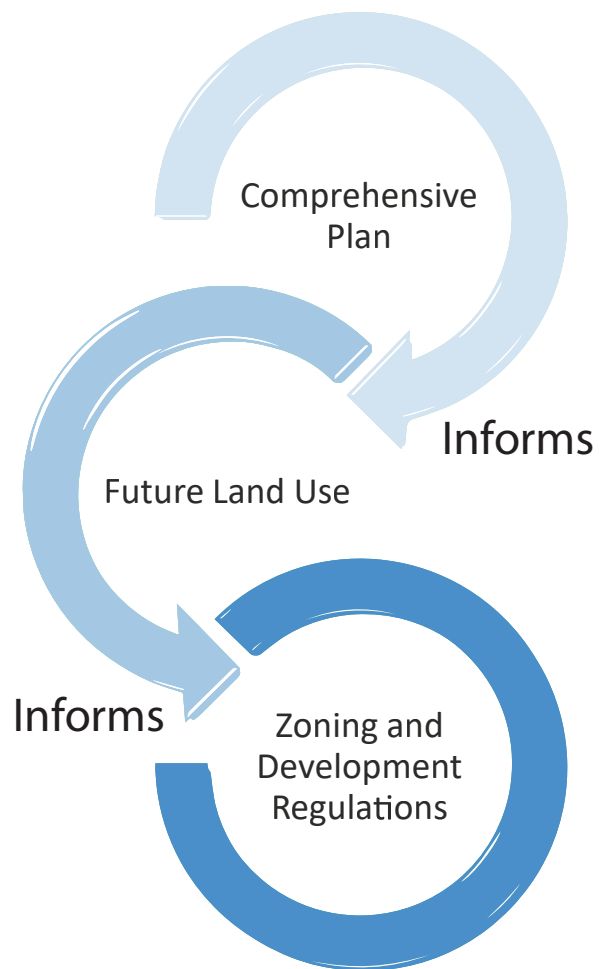 Comprehensive
Plan
Informs
Future Land Use
Informs
Zoning and
Development
Regulations